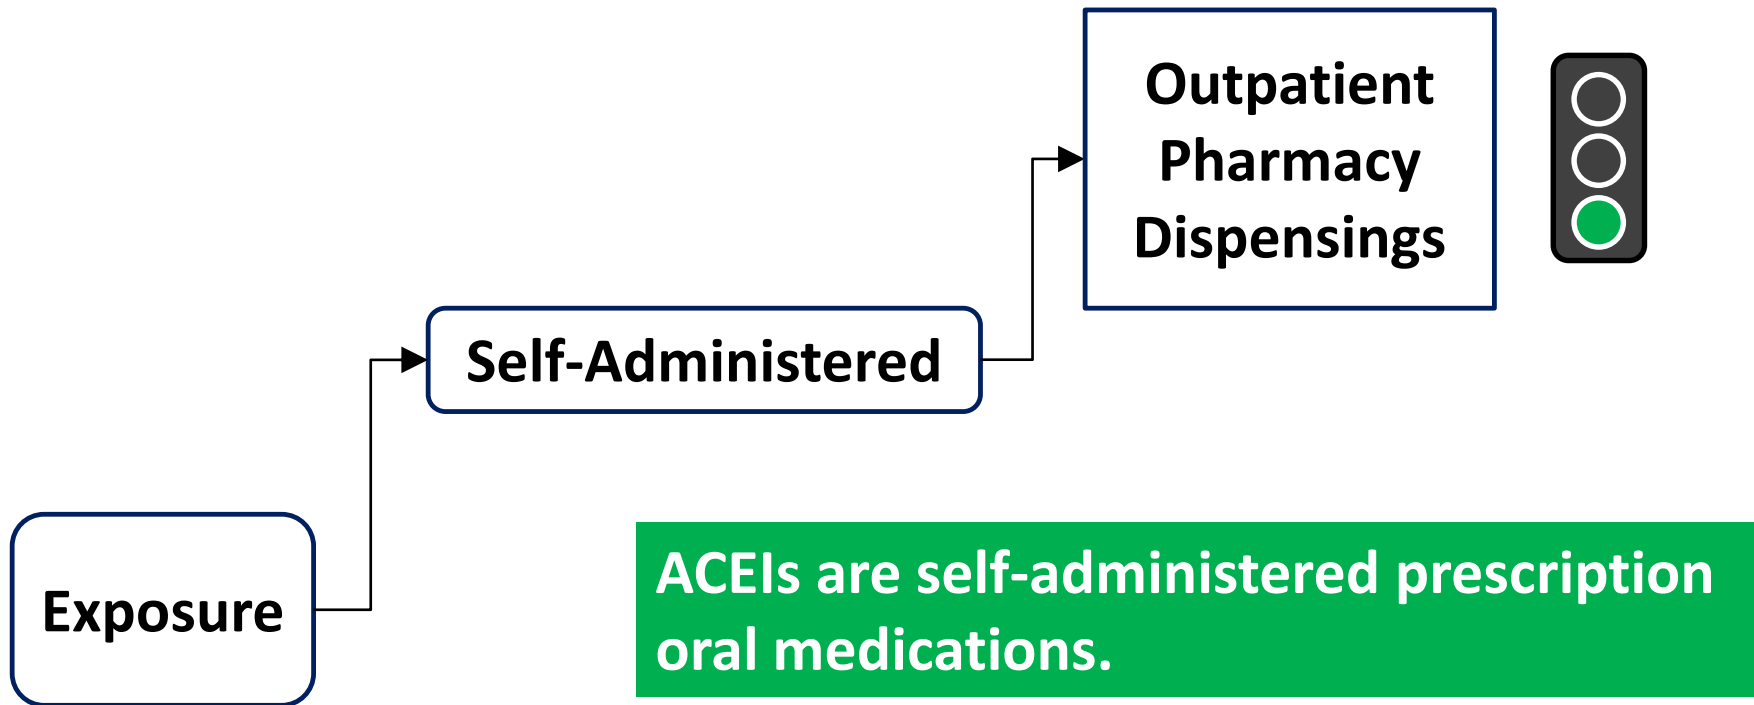 Outpatient
Pharmacy
Dispensings
Self-Administered
Exposure
ACEIs are self-administered prescription
oral medications.